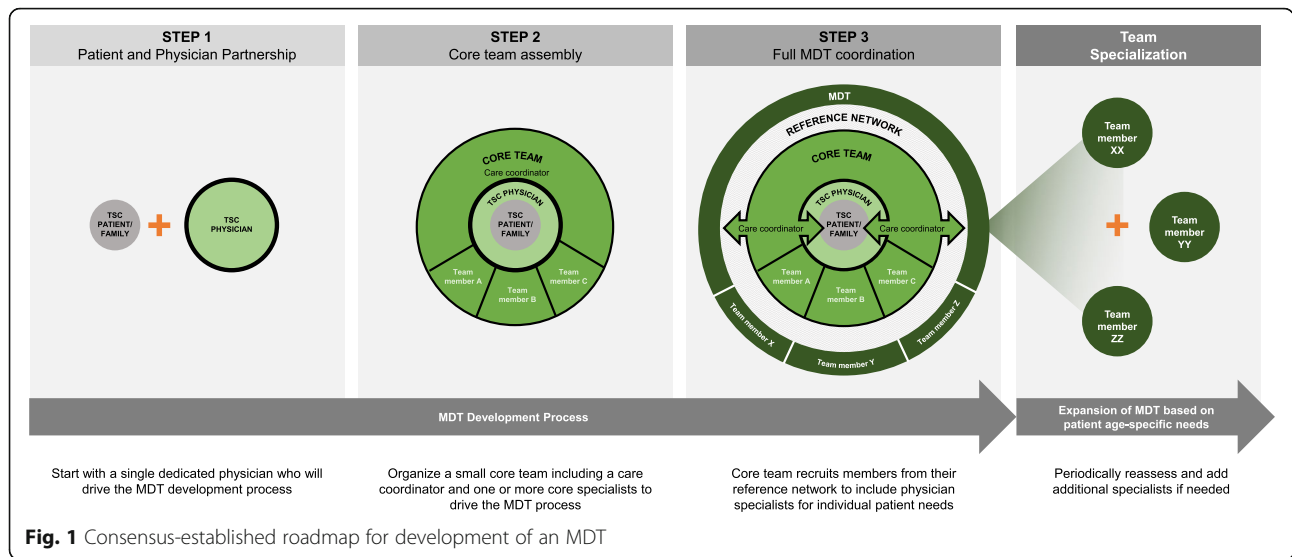 STEP 1
Patient and Physician Partnership
TSC
PATIENT/
FAMILY
TSC
PHYSICIAN
STEP 2
Core team assembly
CORE TEAM
Care coordinator
TSC PHYSICIAN
TSC
PATIENT/
FAMILY
Team
member A
Team
member B
Team
member C
STEP 3
Full MDT coordination
MDT
REFERENCE NETWORK
CORE TEAM
TSC PHYSICIAN
Care coordinator
TSC
PATIENT/
FAMILY
Care coordinator
Team
member A
Team
member B
Team
member C
Team member X
Team member Y
Team member Z
Team
Specialization
Team
member
XX
Team
member
YY
Team
member
ZZ
MDT Development Process
Expansion of MDT based on
patient age-specific needs
Start with a single dedicated physician who will
drive the MDT development process
Organize a small core team including a care
coordinator and one or more core specialists to
drive the MDT process
Core team recruits members from their
reference network to include physician
specialists for individual patient needs
Periodically reassess and add
additional specialists if needed
Fig. 1 Consensus-established roadmap for development of an MDT